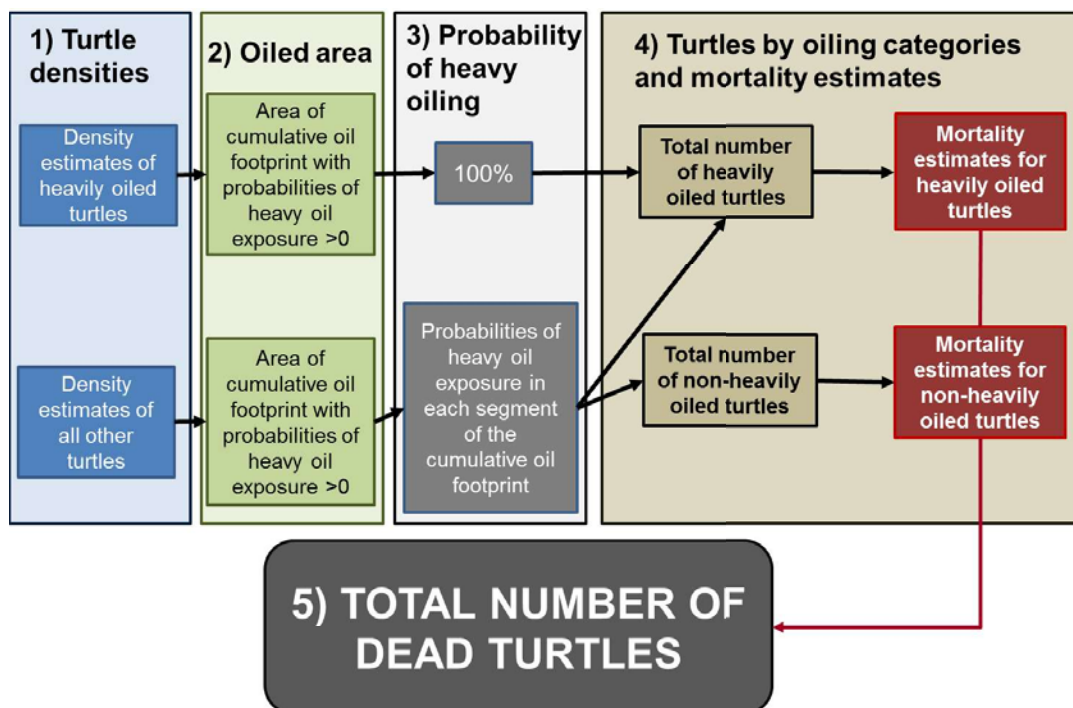 1) Turtle
densities
2) Oiled area
3) Probability
of heavy
oiling
4) Turtles by oiling categories
and mortality estimates
Density
estimates of
heavily oiled
turtles
Area of
cumulative oil
footprint with
probabilities of
heavy oil
exposure >0
100%
Total number
of heavily
oiled turtles
Mortality
estimates for
heavily oiled
turtles
Density
estimates of
all other
turtles
Area of
cumulative oil
footprint with
probabilities of
heavy oil
exposure >0
Probabilities of
heavy oil
exposure in
each segment
of the
cumulative oil
footprint
Total number
of non-heavily
oiled turtles
Mortality
estimates for
non-heavily
oiled turtles
5) TOTAL NUMBER OF
DEAD TURTLES